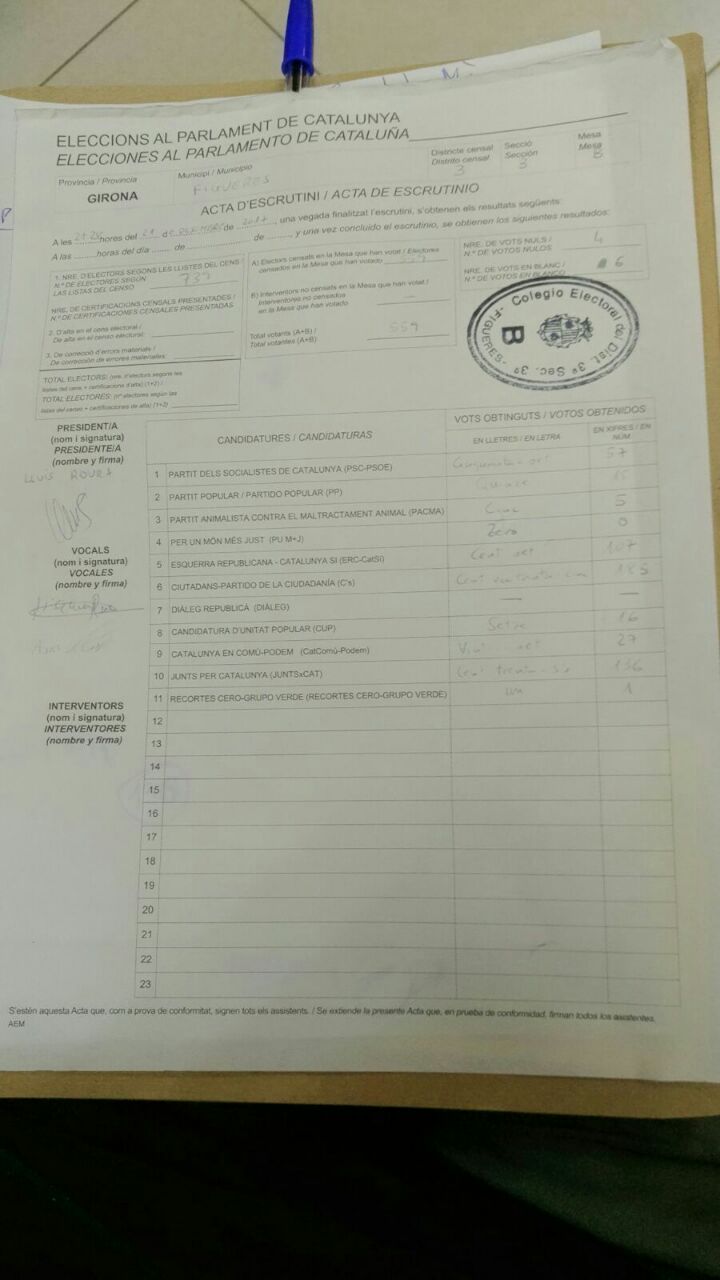 ELECCIONS AL PARLAMENT DE CATALUNYA
ELECCIONES AL PARLAMENTO DE CATALUÑA
Provincia / Provincia
GIRONA
Municipi / Municipio
FIGUERES
Districte censal
Distrito censal
3
Secció
Sección
3
Mesa
Mesa
B
ACTA D'ESCRUTINI / ACTA DE ESCRUTINIO
A les hores del 21 de de 2017, una vegada finalitzat l'escrutini, s'obtenen els resultats següents:
A las horas del día de de y una vez concluido el escrutinio, se obtienen los siguientes resultados:
1. NRE. D'ELECTORS SEGONS LES LLISTES DEL CENS /
N.º DE ELECTORES SEGÚN
LAS LISTAS DEL CENSO
739
NRE. DE CERTIFICACIONS CENSALS PRESENTADES /
N.º DE CERTIFICACIONES CENSALES PRESENTADAS
2. D'alta en el cens electoral /
De alta en el censo electoral:
3. De correcció d'errors materials /
De corrección de errores materiales:
TOTAL ELECTORS: (nre. d'electors segons les
llistes del cens + certificacions d'alta) (1+2) /
TOTAL ELECTORES: (nº electores según las
listas del censo + certificaciones de alta) (1+2)
A) Electors censats en la Mesa que han votat / Electores
censados en la Mesa que han votado
559
B) Interventors no censats en la Mesa que han votat /
Interventores no censados
en la Mesa que han votado
—
Total votants (A+B) /
Total votantes (A+B):
559
NRE. DE VOTS NULS /
N.º DE VOTOS NULOS
4
NRE. DE VOTS EN BLANC /
N.º DE VOTOS EN BLANCO
6
Colegio Electoral del Dist. 3º Sec. 3º
-FIGUERES-
B
PRESIDENT/A
(nom i signatura)
PRESIDENTE/A
(nombre y firma)
LLUIS ROURA
VOCALS
(nom i signatura)
VOCALES
(nombre y firma)
INTERVENTORS
(nom i signatura)
INTERVENTORES
(nombre y firma)
CANDIDATURES / CANDIDATURAS
VOTS OBTINGUTS / VOTOS OBTENIDOS
EN LLETRES / EN LETRA
EN XIFRES / EN NÚM.
1 PARTIT DELS SOCIALISTES DE CATALUNYA (PSC-PSOE) Cinquanta-set 57
2 PARTIT POPULAR / PARTIDO POPULAR (PP) Quinze 15
3 PARTIT ANIMALISTA CONTRA EL MALTRACTAMENT ANIMAL (PACMA) Cinc 5
4 PER UN MÓN MÉS JUST (PU M+J) Zero 0
5 ESQUERRA REPUBLICANA - CATALUNYA SI (ERC-CatSí) Cent set 107
6 CIUTADANS-PARTIDO DE LA CIUDADANÍA (C's) Cent cinc 185
7 DIÀLEG REPUBLICÀ (DIÀLEG) — —
8 CANDIDATURA D'UNITAT POPULAR (CUP) Setze 16
9 CATALUNYA EN COMÚ-PODEM (CatComú-Podem) Vint-i-set 27
10 JUNTS PER CATALUNYA (JUNTSxCAT) Cent trenta-sis 136
11 RECORTES CERO-GRUPO VERDE (RECORTES CERO-GRUPO VERDE) un 1
12
13
14
15
16
17
18
19
20
21
22
23
S'estén aquesta Acta que, com a prova de conformitat, signen tots els assistents. / Se extiende la presente Acta que, en prueba de conformidad, firman todos los asistentes.
AEM